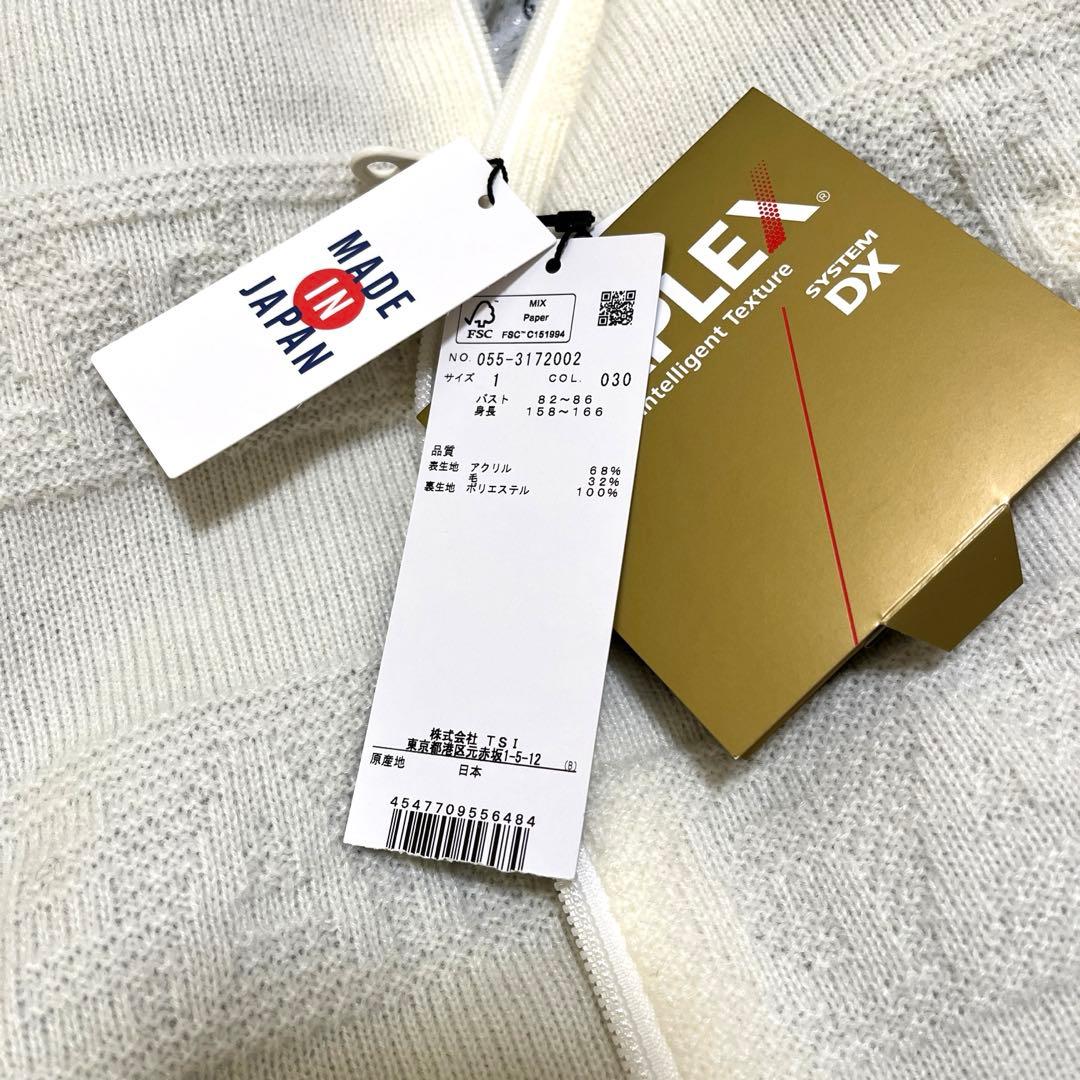 MADE
IN
JAPAN
FSC
MIX
Paper
FSC™ C151994
NO. 055-3172002
サイズ 1 COL. 030
バスト 82～86
身長 158～166
品質
表生地 アクリル 68%
毛 32%
裏生地 ポリエステル 100%
株式会社 TSI
東京都港区元赤坂1-5-12 (B)
原産地 日本
4547709556484
PLEX®
Intelligent Texture
SYSTEM
DX